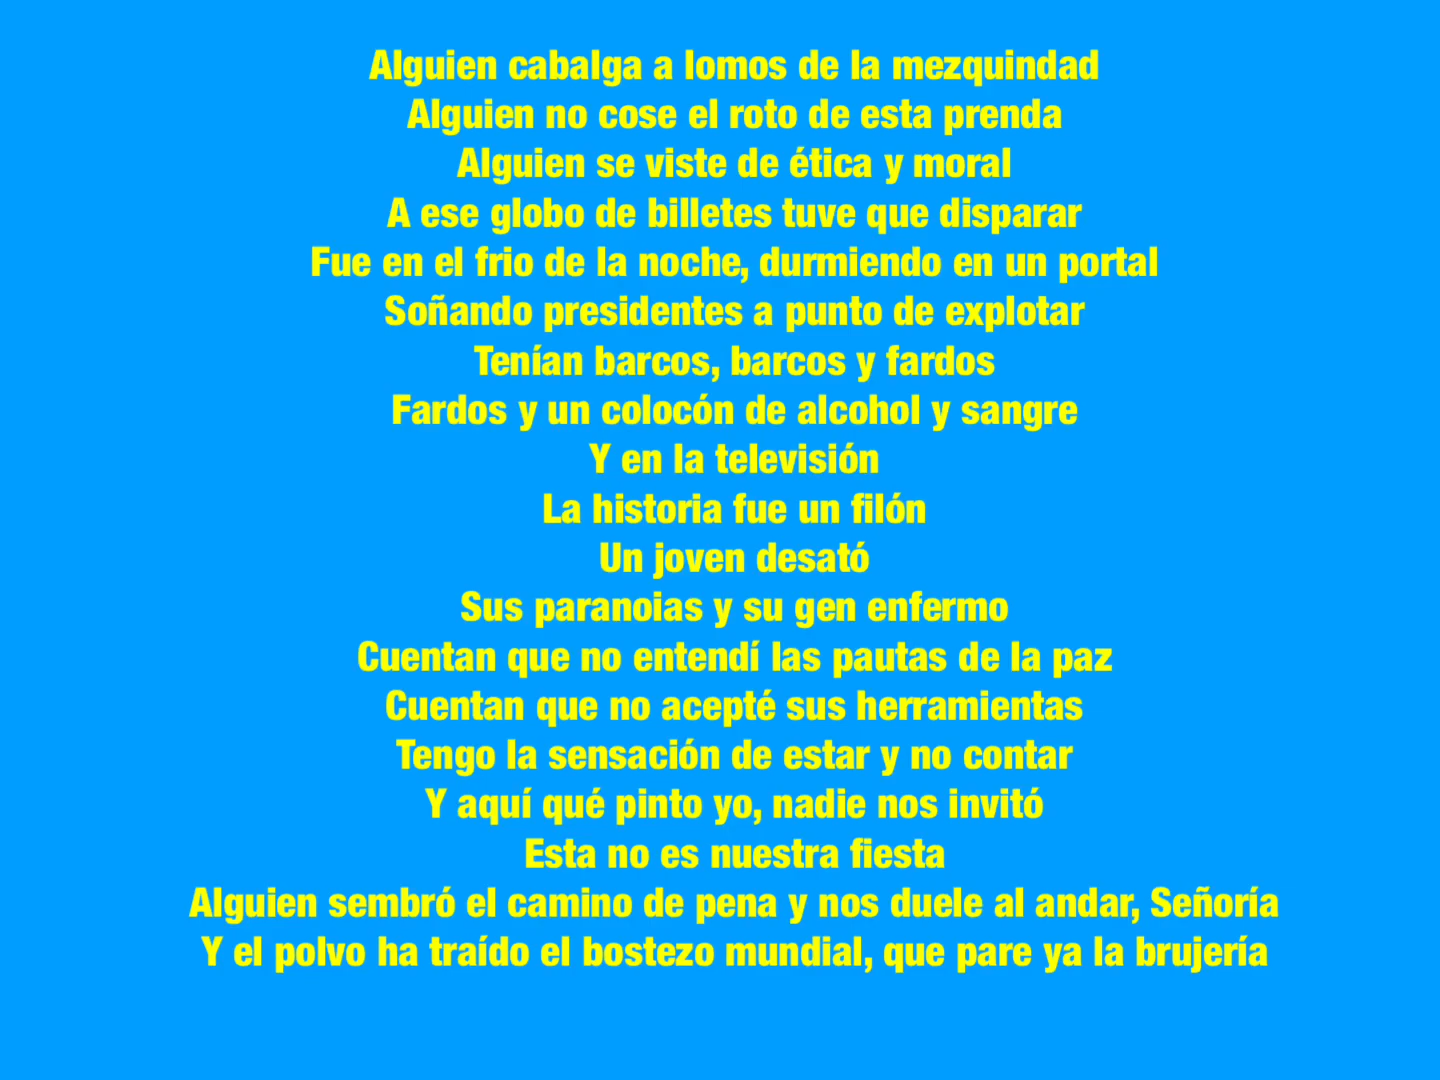 Alguien cabalga a lomos de la mezquindad
Alguien no cose el roto de esta prenda
Alguien se viste de ética y moral
A ese globo de billetes tuve que disparar
Fue en el frio de la noche, durmiendo en un portal
Soñando presidentes a punto de explotar
Tenían barcos, barcos y fardos
Fardos y un colocón de alcohol y sangre
Y en la televisión
La historia fue un filón
Un joven desató
Sus paranoias y su gen enfermo
Cuentan que no entendí las pautas de la paz
Cuentan que no acepté sus herramientas
Tengo la sensación de estar y no contar
Y aquí qué pinto yo, nadie nos invitó
Esta no es nuestra fiesta
Alguien sembró el camino de pena y nos duele al andar, Señoría
Y el polvo ha traído el bostezo mundial, que pare ya la brujería